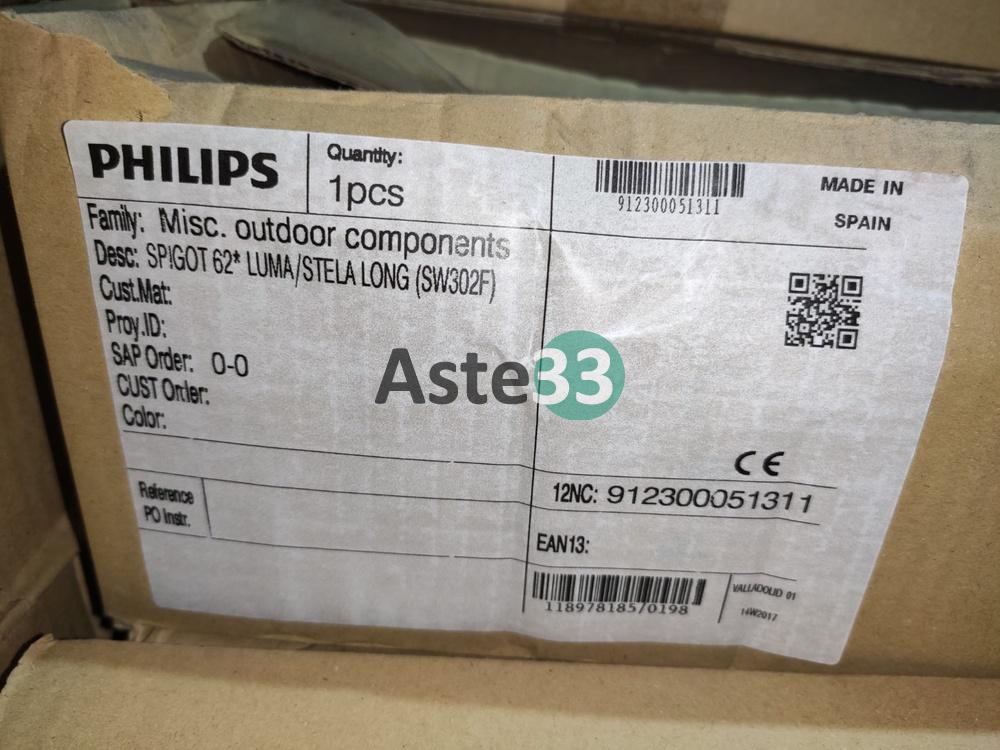 PHILIPS
Quantity:
1pcs
912300051311
MADE IN
SPAIN
Family: Misc. outdoor components
Desc: SPIGOT 62* LUMA/STELA LONG (SW302F)
Cust.Mat:
Proy.ID:
SAP Order: 0-0
CUST Order:
Color:
Aste33
CE
12NC: 912300051311
Reference
PO Instr.
EAN13:
118978185/0198
VALLADOLID 01
14W2017